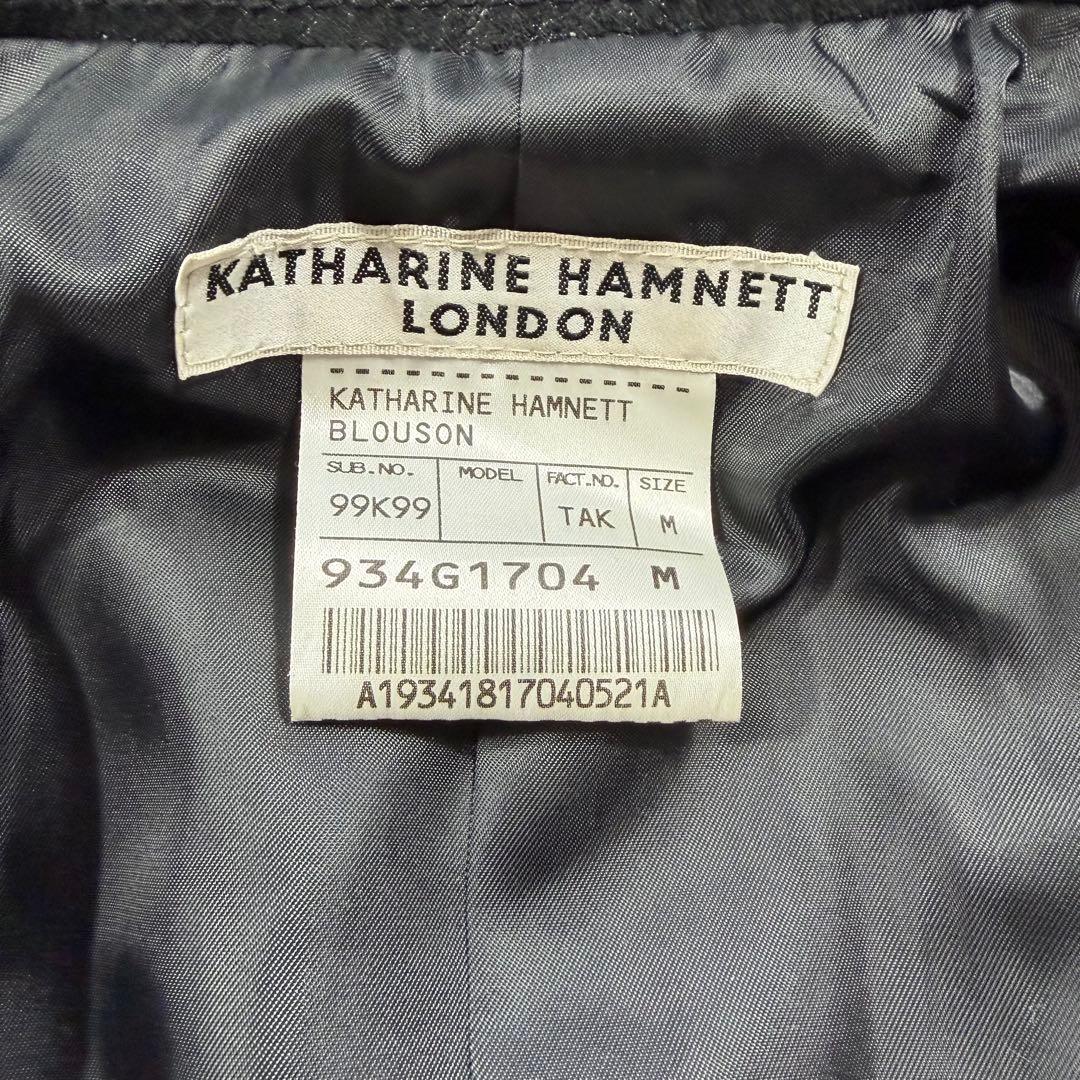 KATHARINE HAMNETT
LONDON
KATHARINE HAMNETT
BLOUSON
SUB.NO. MODEL FACT.NO. SIZE
99K99 TAK M
934G1704 M
A19341817040521A